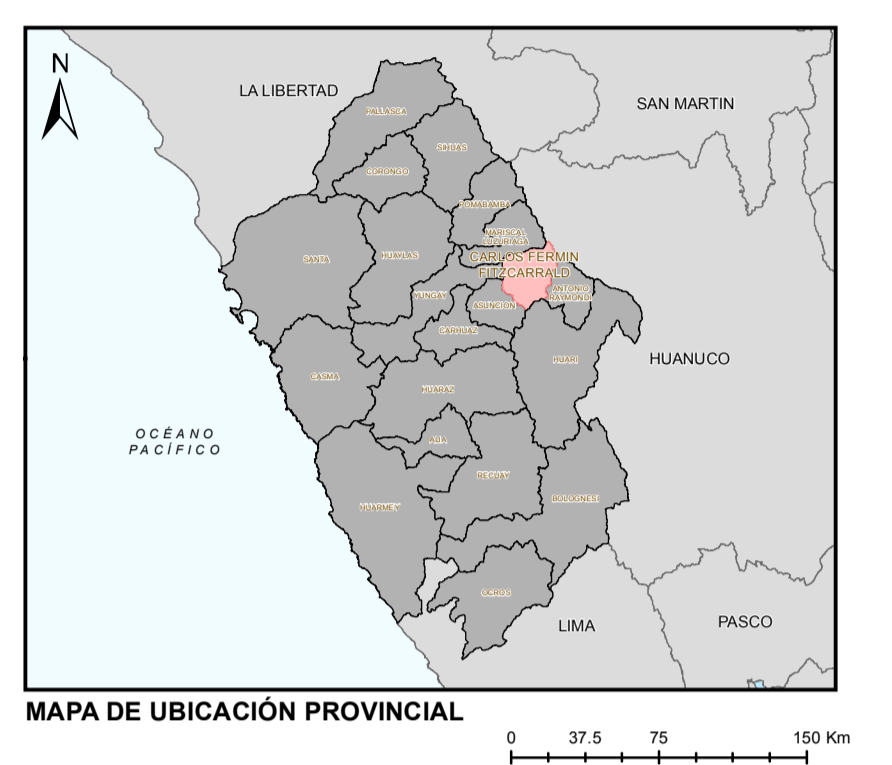 N
LA LIBERTAD
SAN MARTIN
PALLASCA
SIHUAS
CORONGO
POMABAMBA
MARISCAL
LUZURIAGA
SANTA
HUAYLAS
CARLOS FERMIN
FITZCARRALD
YUNGAY
ASUNCION
ANTONIO
RAYMONDI
CARHUAZ
HUARI
HUANUCO
CASMA
HUARAZ
OCÉANO
PACÍFICO
AIJA
RECUAY
BOLOGNESI
HUARMEY
OCROS
LIMA
PASCO
MAPA DE UBICACIÓN PROVINCIAL
0 37.5 75 150 Km